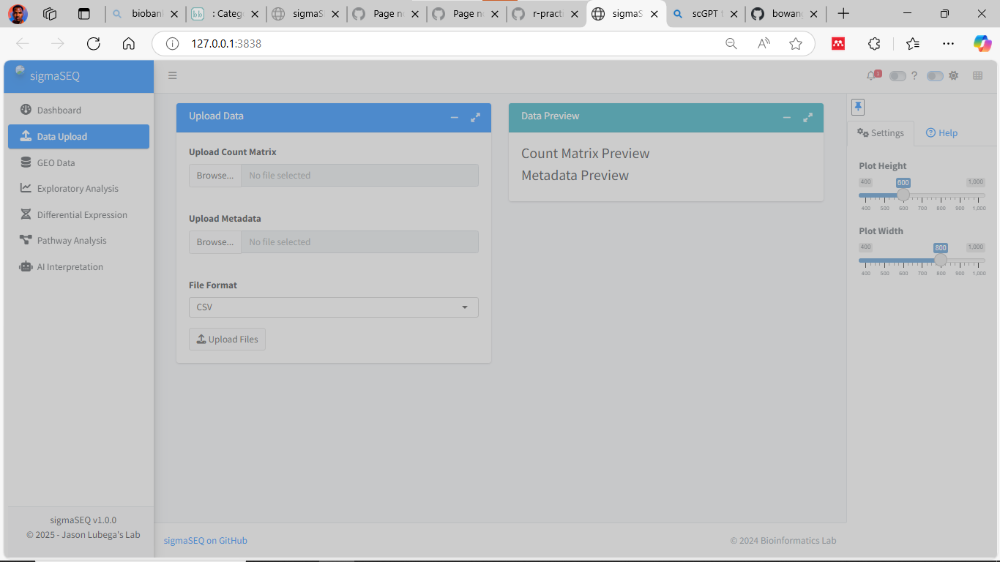 biobank
: Categ
sigmaS
Page n
Page n
r-practi
sigmaS
scGPT
bowang
127.0.0.1:3838
sigmaSEQ
1
?
Dashboard
Data Upload
GEO Data
Exploratory Analysis
Differential Expression
Pathway Analysis
AI Interpretation
sigmaSEQ v1.0.0
© 2025 - Jason Lubega's Lab
Upload Data
Upload Count Matrix
Browse...
No file selected
Upload Metadata
Browse...
No file selected
File Format
CSV
Upload Files
Data Preview
Count Matrix Preview
Metadata Preview
Settings
Help
Plot Height
400 600 1,000
400 500 600 700 800 900 1,000
Plot Width
400 800 1,000
400 500 600 700 800 900 1,000
sigmaSEQ on GitHub
© 2024 Bioinformatics Lab